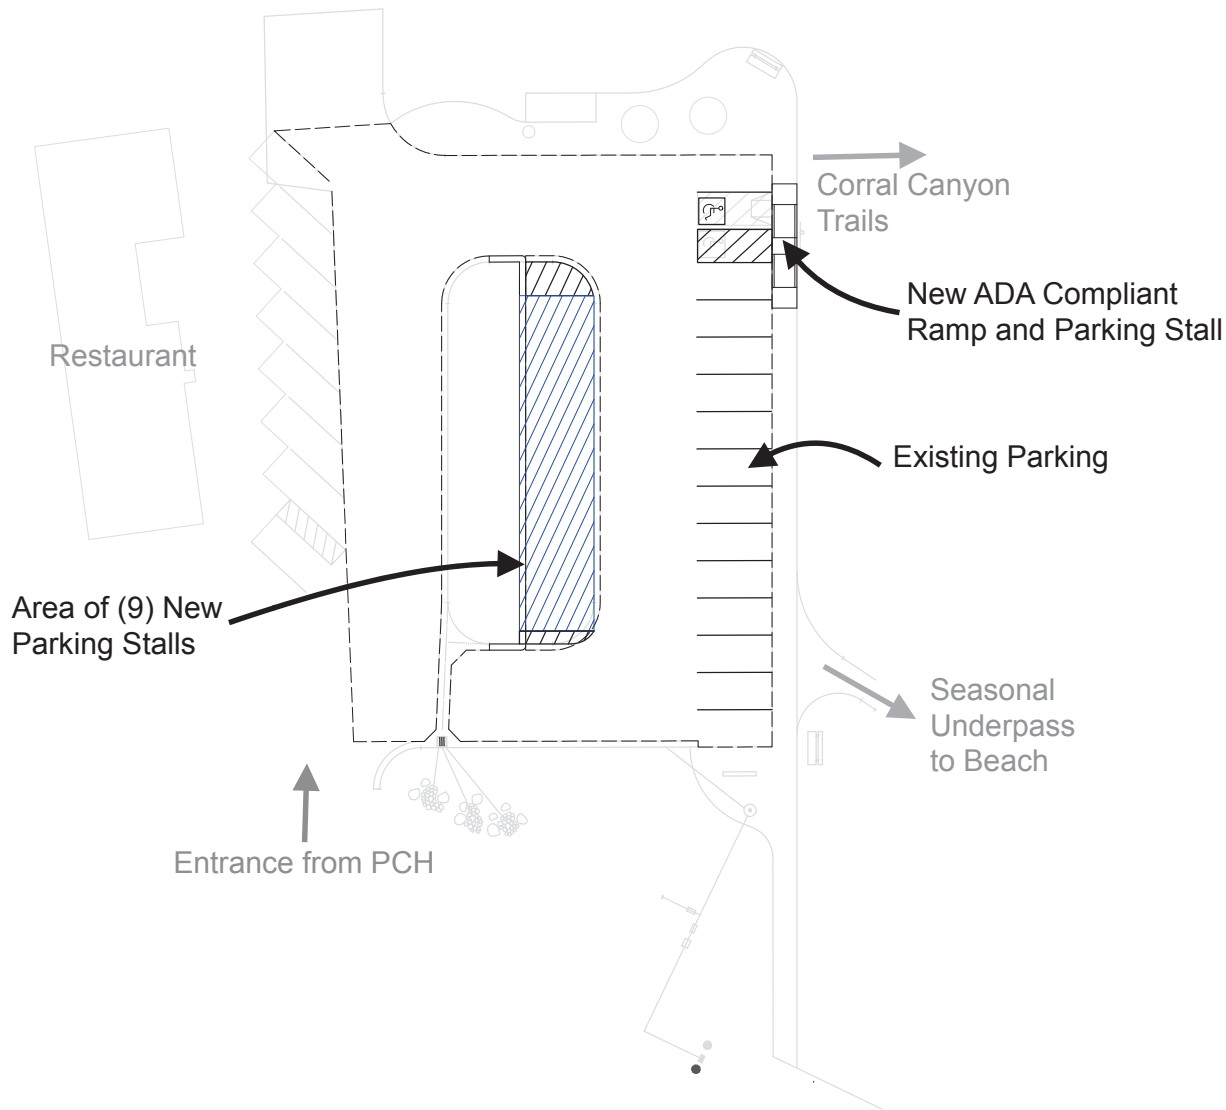 Corral Canyon
Trails
New ADA Compliant
Ramp and Parking Stall
Restaurant
Existing Parking
Area of (9) New
Parking Stalls
Seasonal
Underpass
to Beach
Entrance from PCH